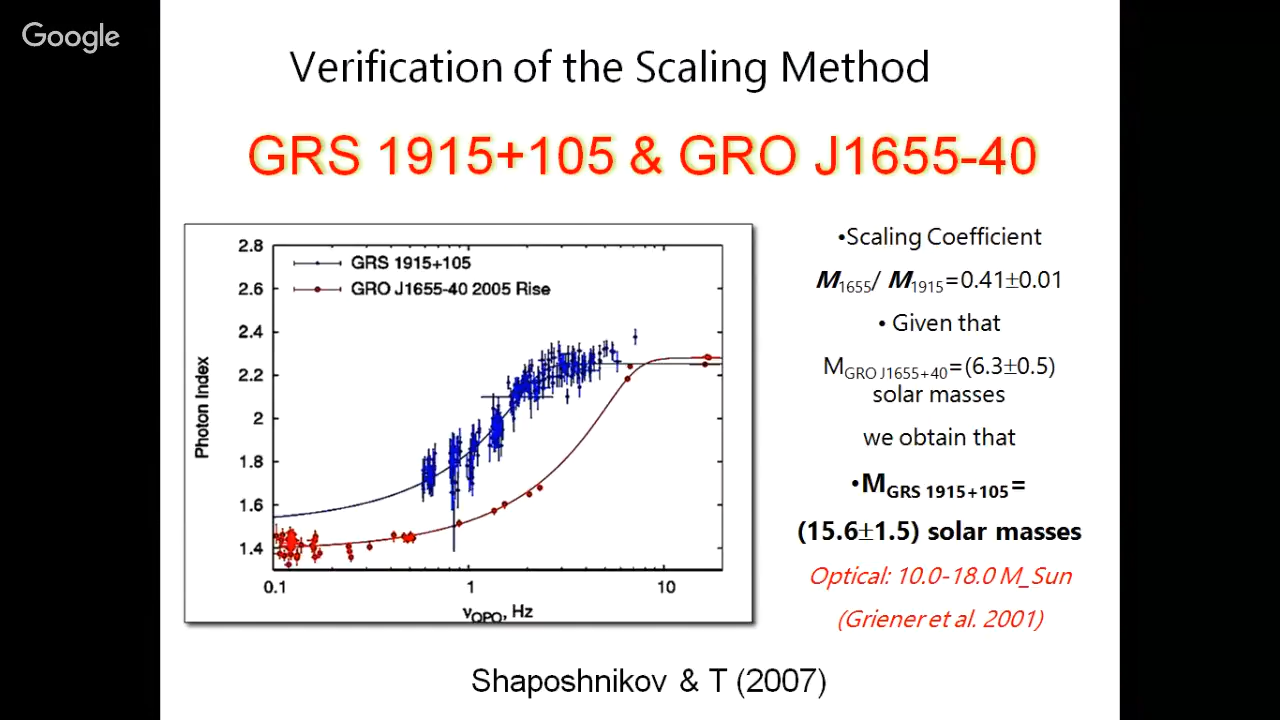 Google
Verification of the Scaling Method
GRS 1915+105 & GRO J1655-40
2.8
2.6
2.4
2.2
2
1.8
1.6
1.4
Photon Index
GRS 1915+105
GRO J1655-40 2005 Rise
0.1
1
10
νQPO, Hz
•Scaling Coefficient
M1655/ M1915=0.41±0.01
• Given that
MGRO J1655+40=(6.3±0.5)
solar masses
we obtain that
•MGRS 1915+105=
(15.6±1.5) solar masses
Optical: 10.0-18.0 M_Sun
(Griener et al. 2001)
Shaposhnikov & T (2007)